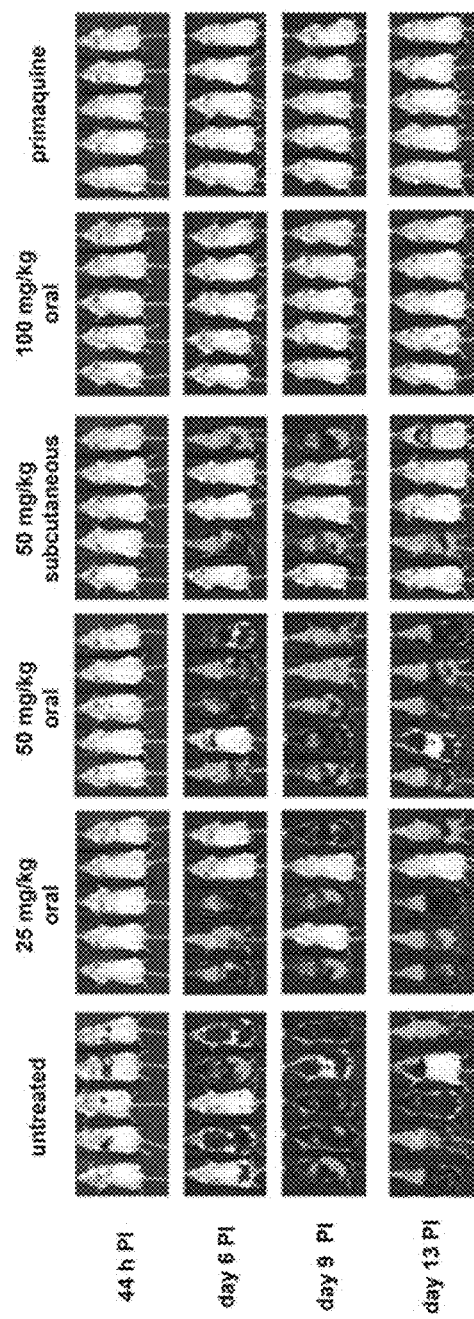 untreated
25 mg/kg
oral
50 mg/kg
oral
50 mg/kg
subcutaneous
100 mg/kg
oral
primaquine
44 h PI
day 6 PI
day 9 PI
day 13 PI